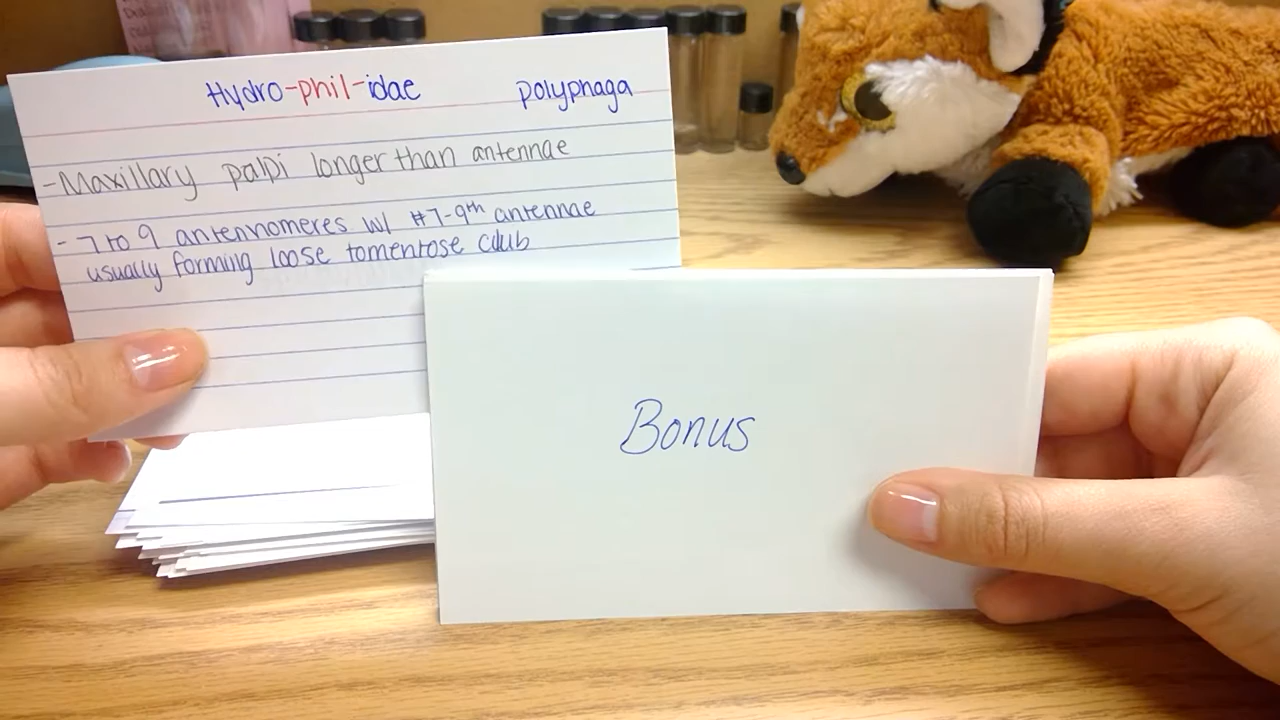 Hydro-phil-idae polyphaga
-Maxillary palpi longer than antennae
- 7 to 9 antennomeres w/ #7-9th antennae
usually forming loose tomentose club
Bonus